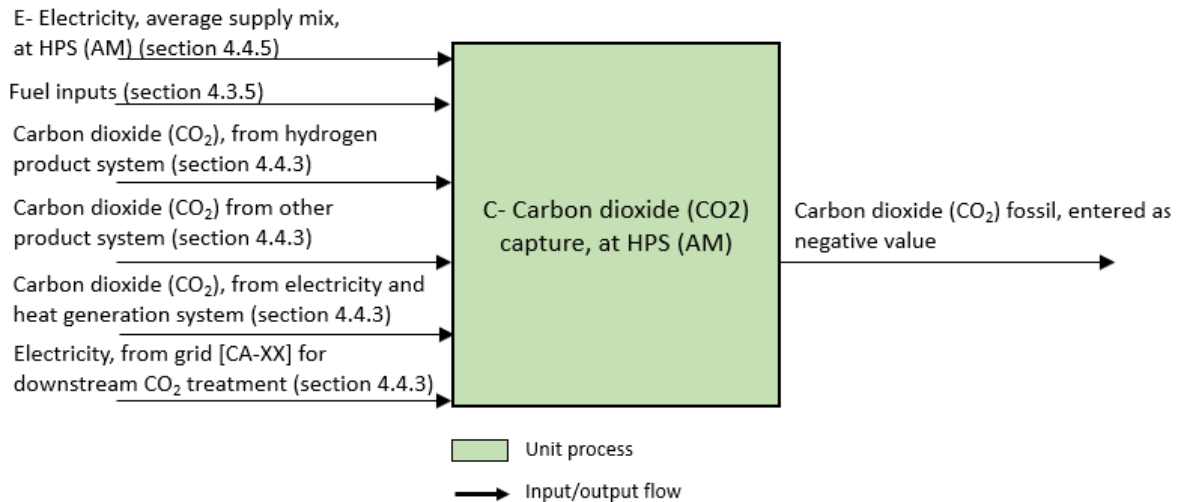 E- Electricity, average supply mix,
at HPS (AM) (section 4.4.5)
Fuel inputs (section 4.3.5)
Carbon dioxide (CO₂), from hydrogen
product system (section 4.4.3)
Carbon dioxide (CO₂) from other
product system (section 4.4.3)
Carbon dioxide (CO₂), from electricity and
heat generation system (section 4.4.3)
Electricity, from grid [CA-XX] for
downstream CO₂ treatment (section 4.4.3)
C- Carbon dioxide (CO2)
capture, at HPS (AM)
Carbon dioxide (CO₂) fossil, entered as
negative value
Unit process
Input/output flow